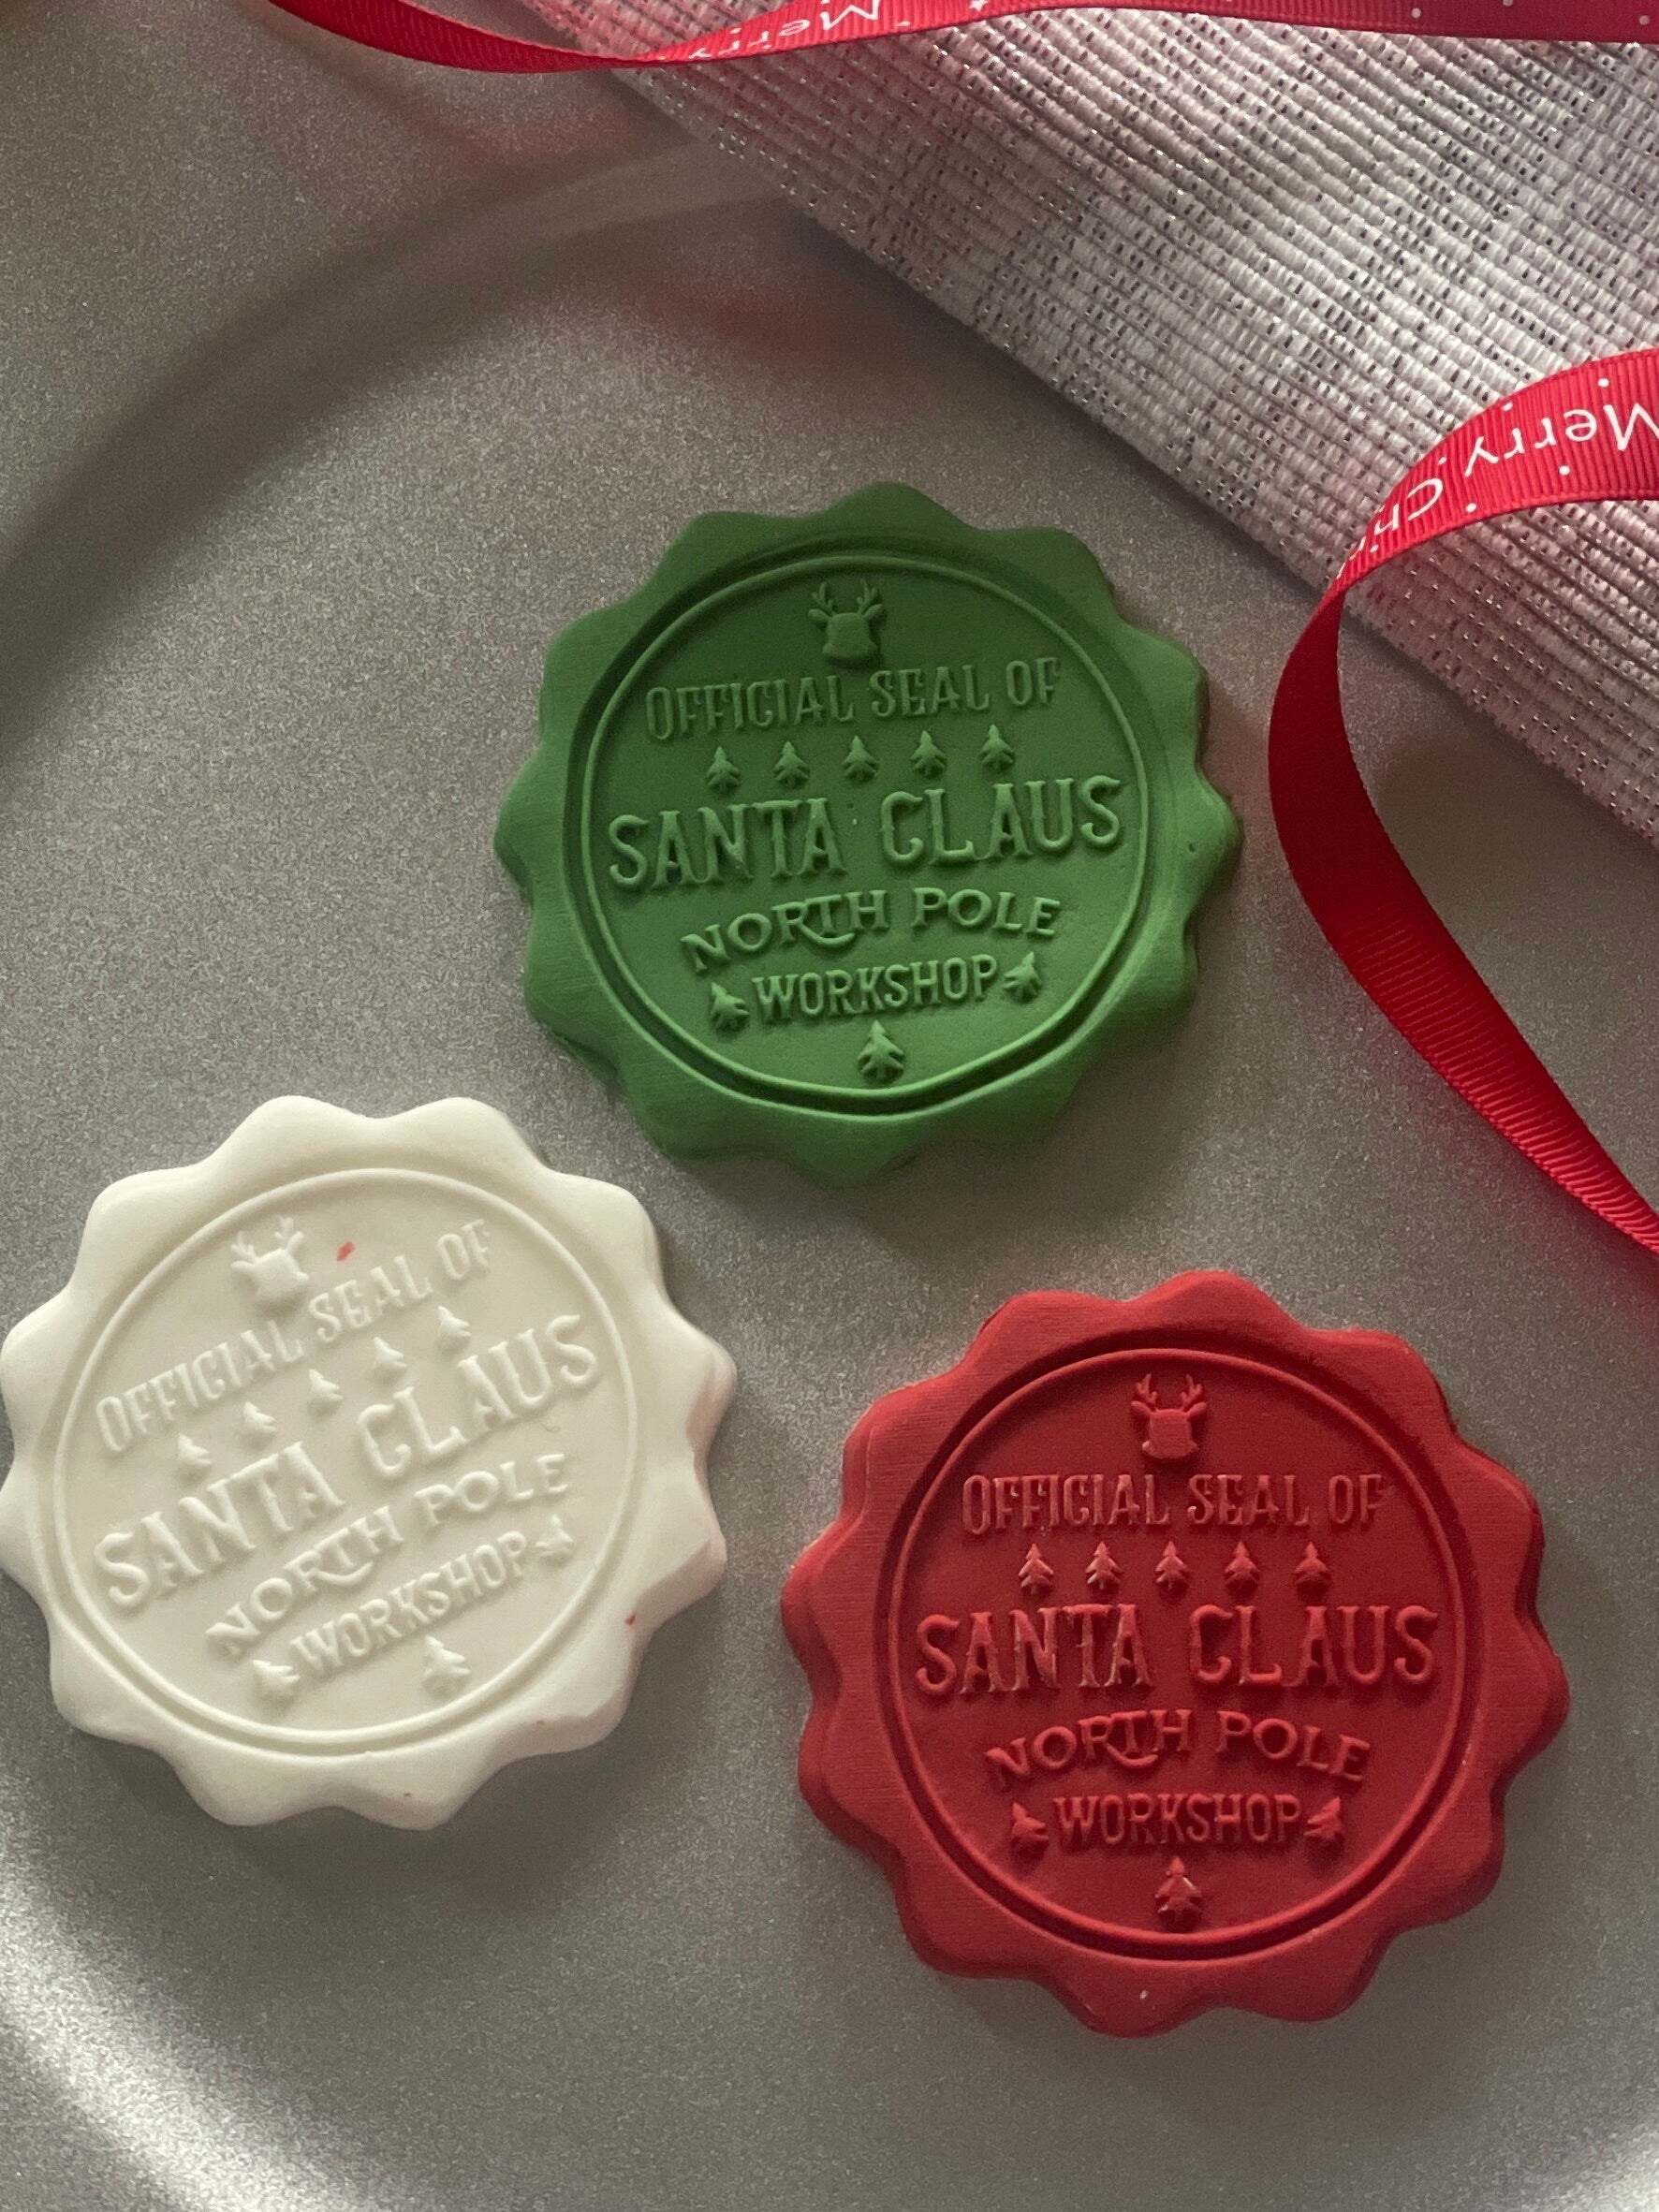 Merry
Merry Ch
OFFICIAL SEAL OF
SANTA CLAUS
NORTH POLE
WORKSHOP
OFFICIAL SEAL OF
SANTA CLAUS
NORTH POLE
WORKSHOP
OFFICIAL SEAL OF
SANTA CLAUS
NORTH POLE
WORKSHOP